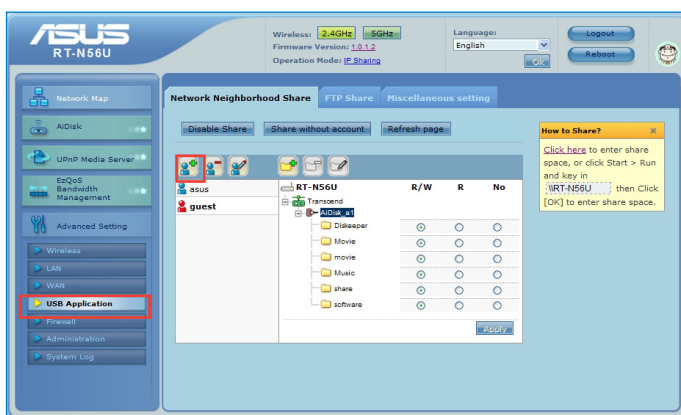 ASUS
RT-N56U
Wireless: 2.4GHz 5GHz
Firmware Version: 1.0.1.2
Operation Mode: IP Sharing
Language:
English
OK
Logout
Reboot
Network Map
AiDisk
UPnP Media Server
EzQoS
Bandwidth
Management
Advanced Setting
Wireless
LAN
WAN
USB Application
Firewall
Administration
System Log
Network Neighborhood Share FTP Share Miscellaneous setting
Disable Share Share without account Refresh page
asus
guest
RT-N56U R/W R No
Transcend
AiDisk_a1
Diskeeper
Movie
movie
Music
share
software
Apply
How to Share? x
Click here to enter share
space, or click Start > Run
and key in
\\RT-N56U then Click
[OK] to enter share space.